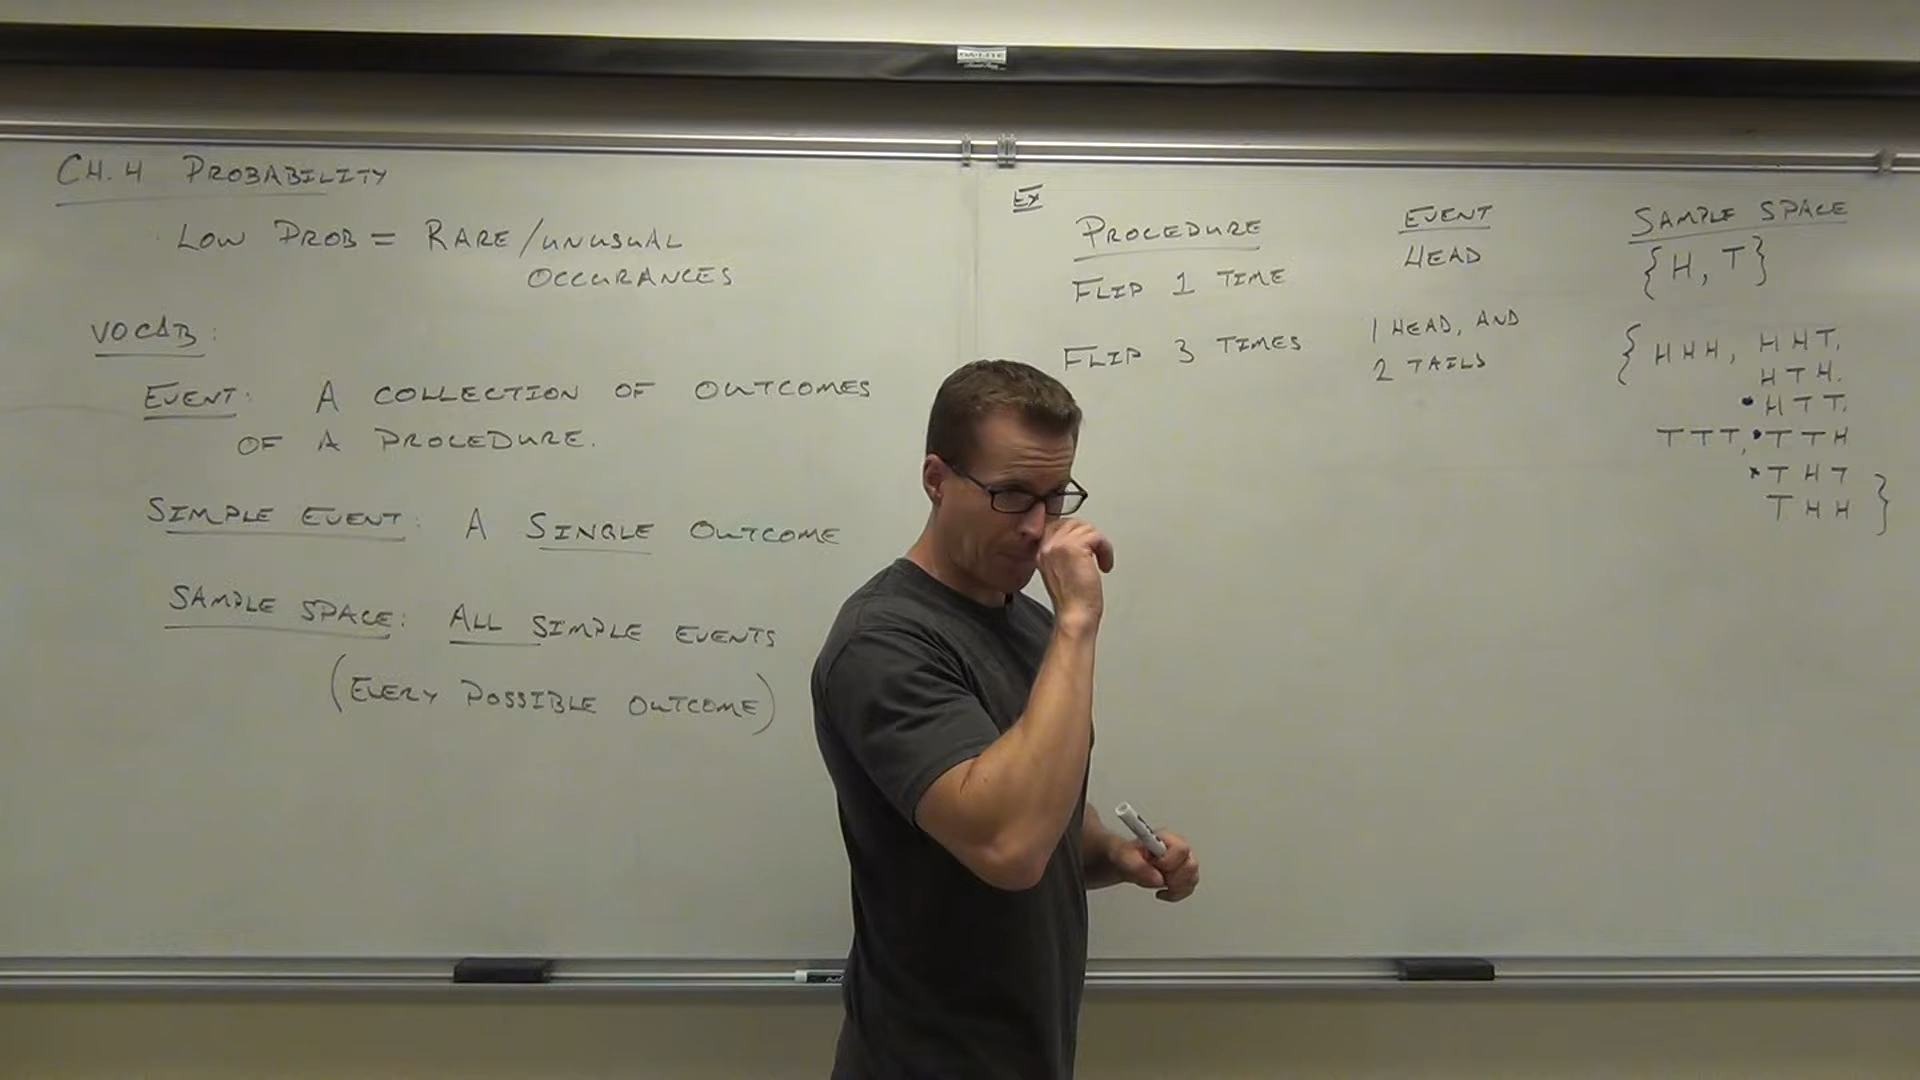 DA-LITE
CH. 4 PROBABILITY
LOW PROB = RARE/UNUSUAL
OCCURANCES
VOCAB:
EVENT: A COLLECTION OF OUTCOMES
OF A PROCEDURE.
SIMPLE EVENT: A SINGLE OUTCOME
SAMPLE SPACE: ALL SIMPLE EVENTS
(EVERY POSSIBLE OUTCOME)
EX
PROCEDURE EVENT SAMPLE SPACE
FLIP 1 TIME HEAD {H, T}
FLIP 3 TIMES 1 HEAD, AND
2 TAILS
{HHH, HHT,
HTH.
• HTT.
TTT, • TTH
• THT
THH }